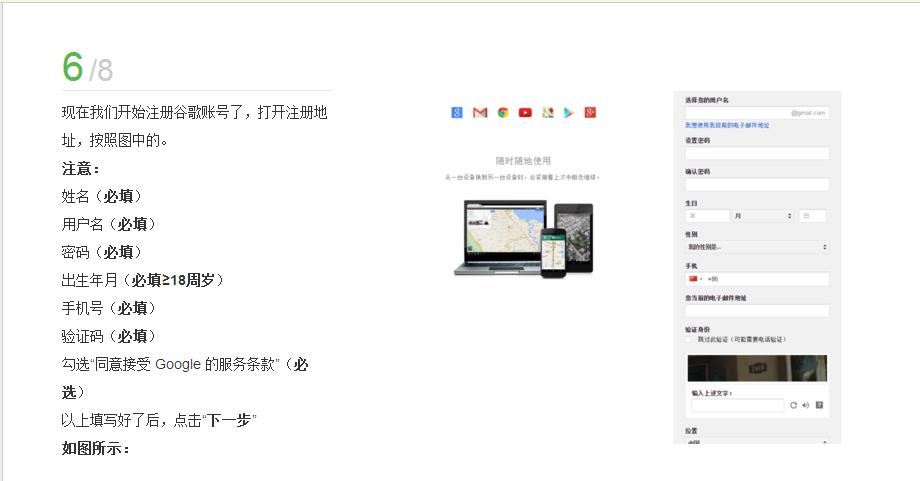 6/8
现在我们开始注册谷歌账号了，打开注册地
址，按照图中的。
注意：
姓名（必填）
用户名（必填）
密码（必填）
出生年月（必填≥18周岁）
手机号（必填）
验证码（必填）
勾选“同意接受 Google 的服务条款”（必
选）
以上填写好了后，点击“下一步”
如图所示：
随时随地使用
从一台设备换到另一台设备时，会紧接着上次中断处继续。
选择您的用户名
@gmail.com
我想使用我目前的电子邮件地址
设置密码
确认密码
生日
年 月 日
性别
我的性别是...
手机
+86
您当前的电子邮件地址
验证身份
跳过此验证（可能需要电话验证）
输入上述文字：
位置
中国